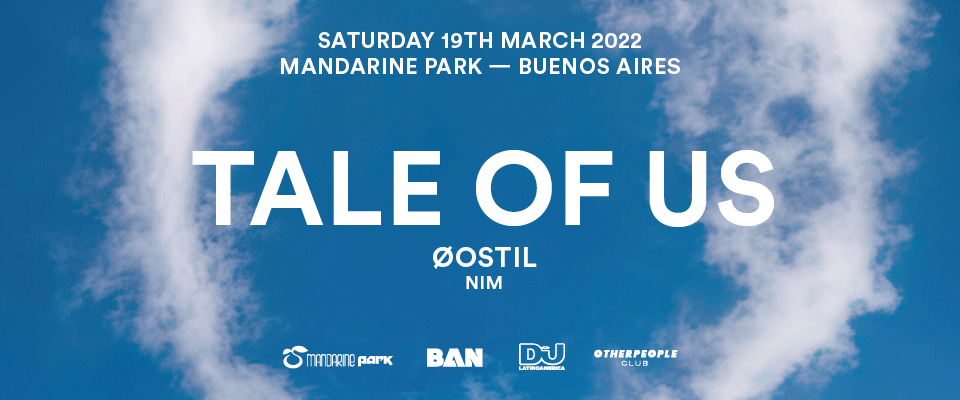 SATURDAY 19TH MARCH 2022
MANDARINE PARK — BUENOS AIRES
TALE OF US
ØOSTIL
NIM
MANDARINE PARK BAN DJ LATINOAMERICA OTHERPEOPLE CLUB